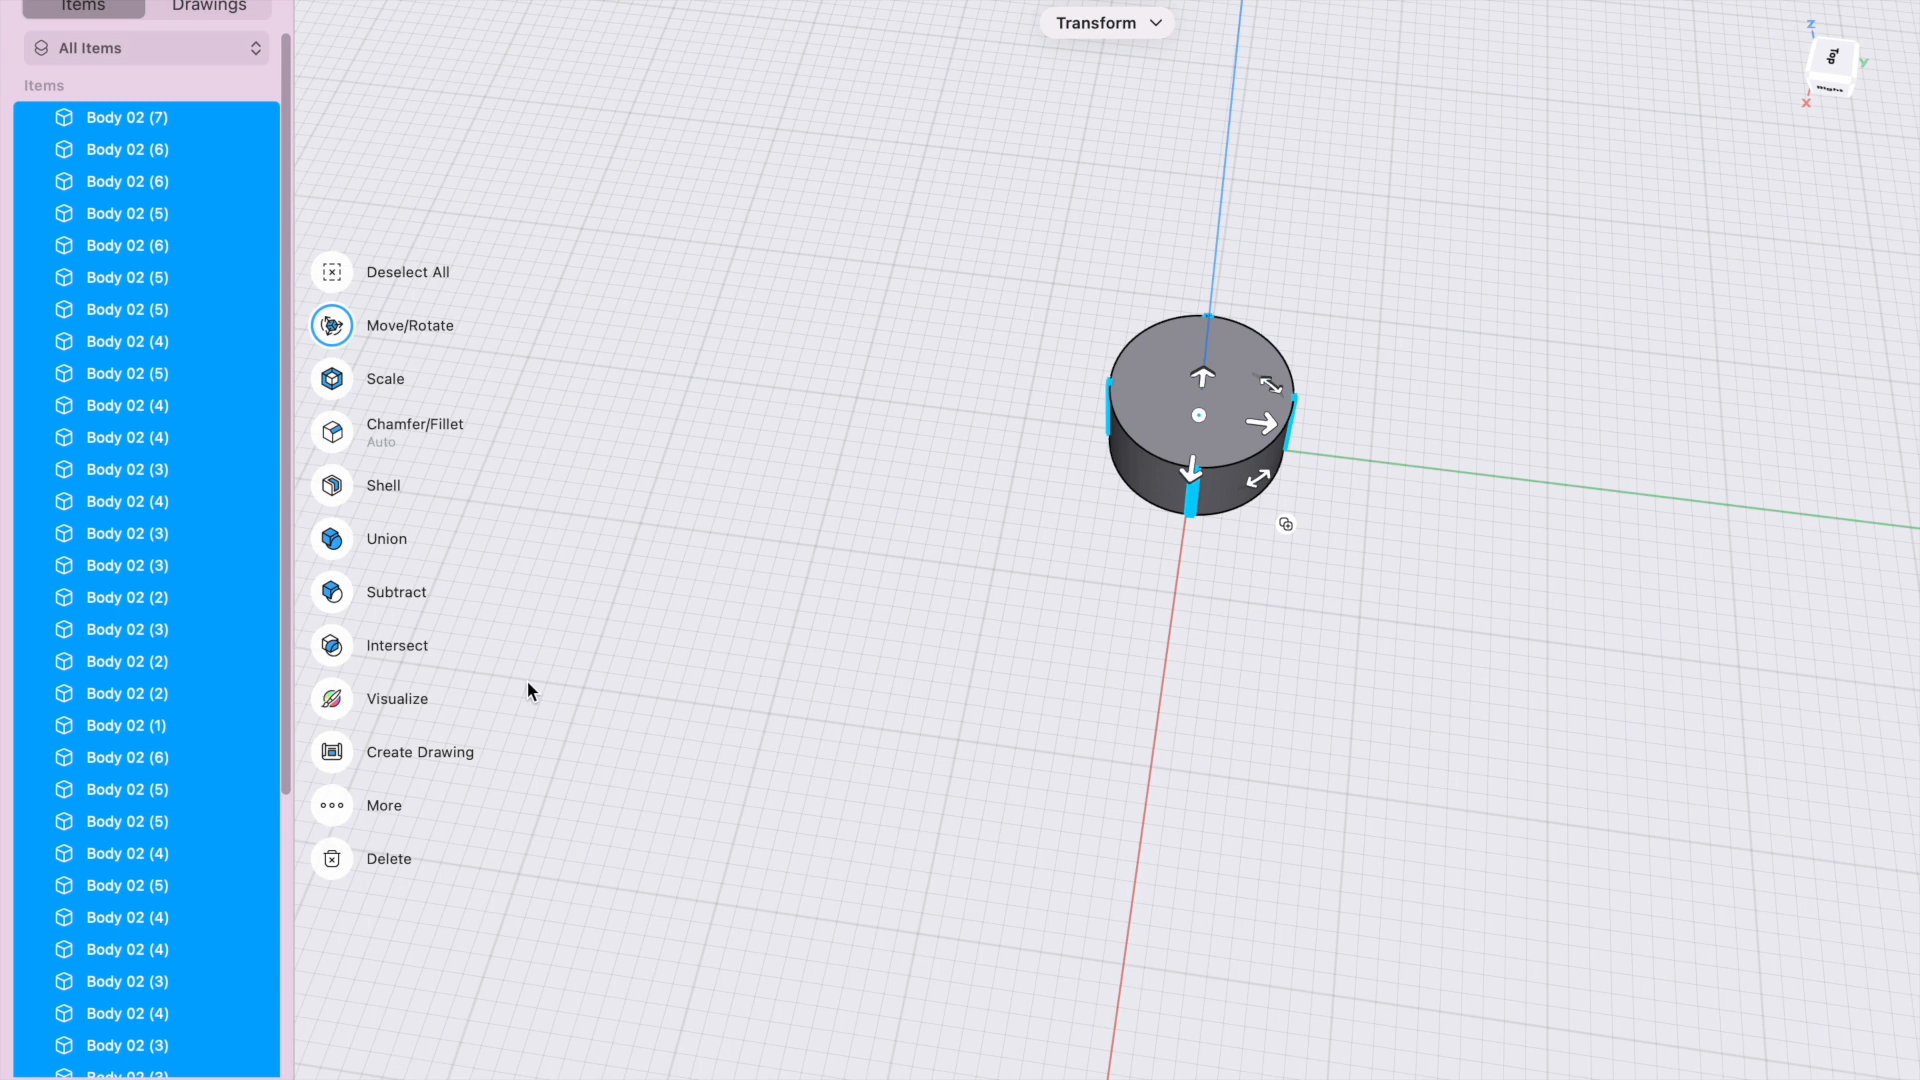 Items
Drawings
All Items
Items
Body 02 (7)
Body 02 (6)
Body 02 (6)
Body 02 (5)
Body 02 (6)
Body 02 (5)
Body 02 (5)
Body 02 (4)
Body 02 (5)
Body 02 (4)
Body 02 (4)
Body 02 (3)
Body 02 (4)
Body 02 (3)
Body 02 (3)
Body 02 (2)
Body 02 (3)
Body 02 (2)
Body 02 (2)
Body 02 (1)
Body 02 (6)
Body 02 (5)
Body 02 (5)
Body 02 (4)
Body 02 (5)
Body 02 (4)
Body 02 (4)
Body 02 (3)
Body 02 (4)
Body 02 (3)
Body 02 (3)
Deselect All
Move/Rotate
Scale
Chamfer/Fillet
Auto
Shell
Union
Subtract
Intersect
Visualize
Create Drawing
More
Delete
Transform
Z
Top
Y
Right
X